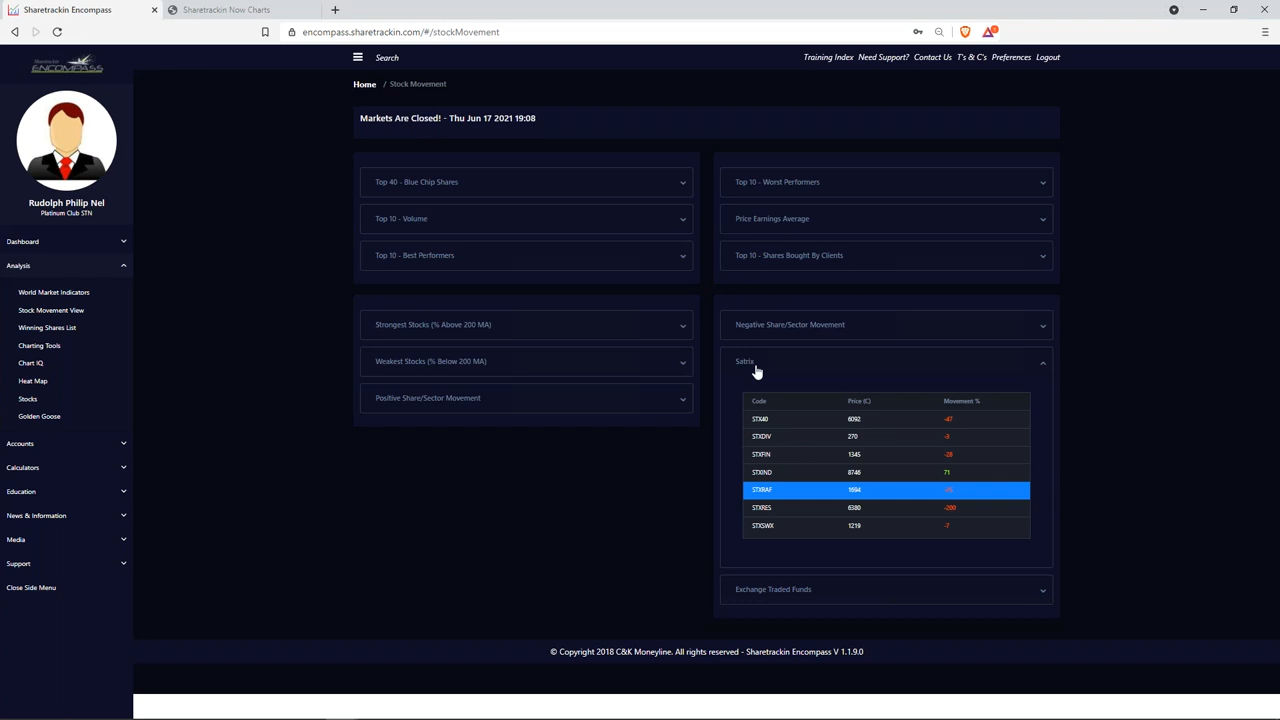 Sharetrackin Encompass
Sharetrackin Now Charts
encompass.sharetrackin.com/#/stockMovement
Sharetrackin
ENCOMPASS
Search
Training Index Need Support? Contact Us T's & C's Preferences Logout
Home / Stock Movement
Markets Are Closed! - Thu Jun 17 2021 19:08
Rudolph Philip Nel
Platinum Club STN
Dashboard
Analysis
World Market Indicators
Stock Movement View
Winning Shares List
Charting Tools
Chart IQ
Heat Map
Stocks
Golden Goose
Accounts
Calculators
Education
News & Information
Media
Support
Close Side Menu
Top 40 - Blue Chip Shares
Top 10 - Volume
Top 10 - Best Performers
Top 10 - Worst Performers
Price Earnings Average
Top 10 - Shares Bought By Clients
Strongest Stocks (% Above 200 MA)
Weakest Stocks (% Below 200 MA)
Positive Share/Sector Movement
Negative Share/Sector Movement
Satrix
Code Price (C) Movement %
STX40 6092 -47
STXDIV 270 -3
STXFIN 1345 -28
STXIND 8746 71
STXRAF 1694
STXRES 6380 -200
STXSWX 1219 -7
Exchange Traded Funds
© Copyright 2018 C&K Moneyline. All rights reserved - Sharetrackin Encompass V 1.1.9.0